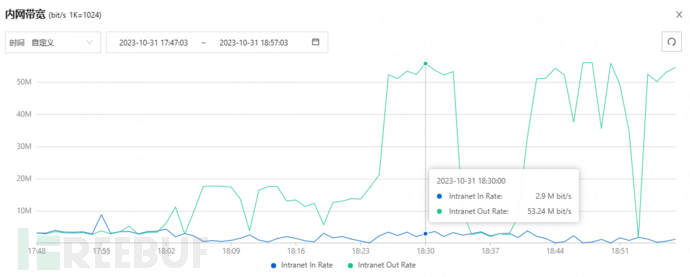 内网带宽 (bit/s 1K=1024)
时间 自定义 2023-10-31 17:47:03 ~ 2023-10-31 18:57:03
50M
40M
30M
20M
10M
2023-10-31 18:30:00
Intranet In Rate: 2.9 M bit/s
Intranet Out Rate: 53.24 M bit/s
17:48 17:55 18:02 18:09 18:16 18:23 18:30 18:37 18:44 18:51
Intranet In Rate Intranet Out Rate
FREEBUF